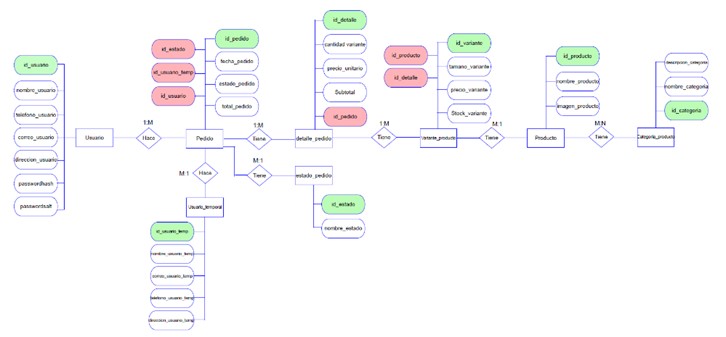 id_usuario
nombre_usuario
telefono_usuario
correo_usuario
direccion_usuario
passwordhash
passwordsalt
Usuario
1:M
Hace
id_estado
id_usuario_temp
id_usuario
id_pedido
fecha_pedido
estado_pedido
total_pedido
Pedido
1:M
Tiene
id_detalle
cantidad variante
precio_unitario
Subtotal
id_pedido
detalle_pedido
1:M
Tiene
id_producto
id_detalle
id_variante
tamano_variante
precio_variante
Stock_variante
Variante_producto
M:1
Tiene
id_producto
nombre_producto
imagen_producto
Producto
M:N
Tiene
descripcion_categoria
nombre_categoria
id_categoria
Categoria_producto
M:1
Hace
M:1
Tiene
estado_pedido
id_estado
nombre_estado
Usuario_temporal
id_usuario_temp
nombre_usuario_temp
correo_usuario_temp
telefono_usuario_temp
direccion_usuario_temp